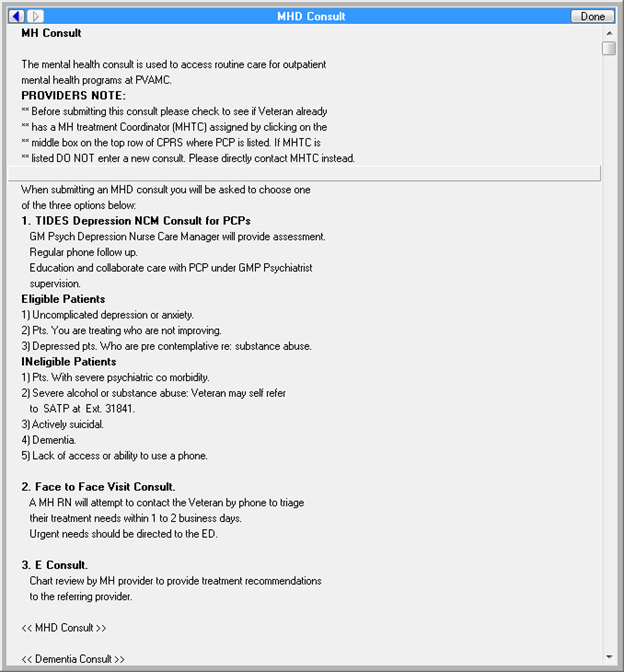 MHD Consult
Done
MH Consult
The mental health consult is used to access routine care for outpatient
mental health programs at PVAMC.
PROVIDERS NOTE:
** Before submitting this consult please check to see if Veteran already
** has a MH treatment Coordinator (MHTC) assigned by clicking on the
** middle box on the top row of CPRS where PCP is listed. If MHTC is
** listed DO NOT enter a new consult. Please directly contact MHTC instead.
When submitting an MHD consult you will be asked to choose one
of the three options below:
1. TIDES Depression NCM Consult for PCPs
GM Psych Depression Nurse Care Manager will provide assessment.
Regular phone follow up.
Education and collaborate care with PCP under GMP Psychiatrist
supervision.
Eligible Patients
1) Uncomplicated depression or anxiety.
2) Pts. You are treating who are not improving.
3) Depressed pts. Who are pre contemplative re: substance abuse.
INeligible Patients
1) Pts. With severe psychiatric co morbidity.
2) Severe alcohol or substance abuse: Veteran may self refer
to SATP at Ext. 31841.
3) Actively suicidal.
4) Dementia.
5) Lack of access or ability to use a phone.
2. Face to Face Visit Consult.
A MH RN will attempt to contact the Veteran by phone to triage
their treatment needs within 1 to 2 business days.
Urgent needs should be directed to the ED.
3. E Consult.
Chart review by MH provider to provide treatment recommendations
to the referring provider.
<< MHD Consult >>
<< Dementia Consult >>